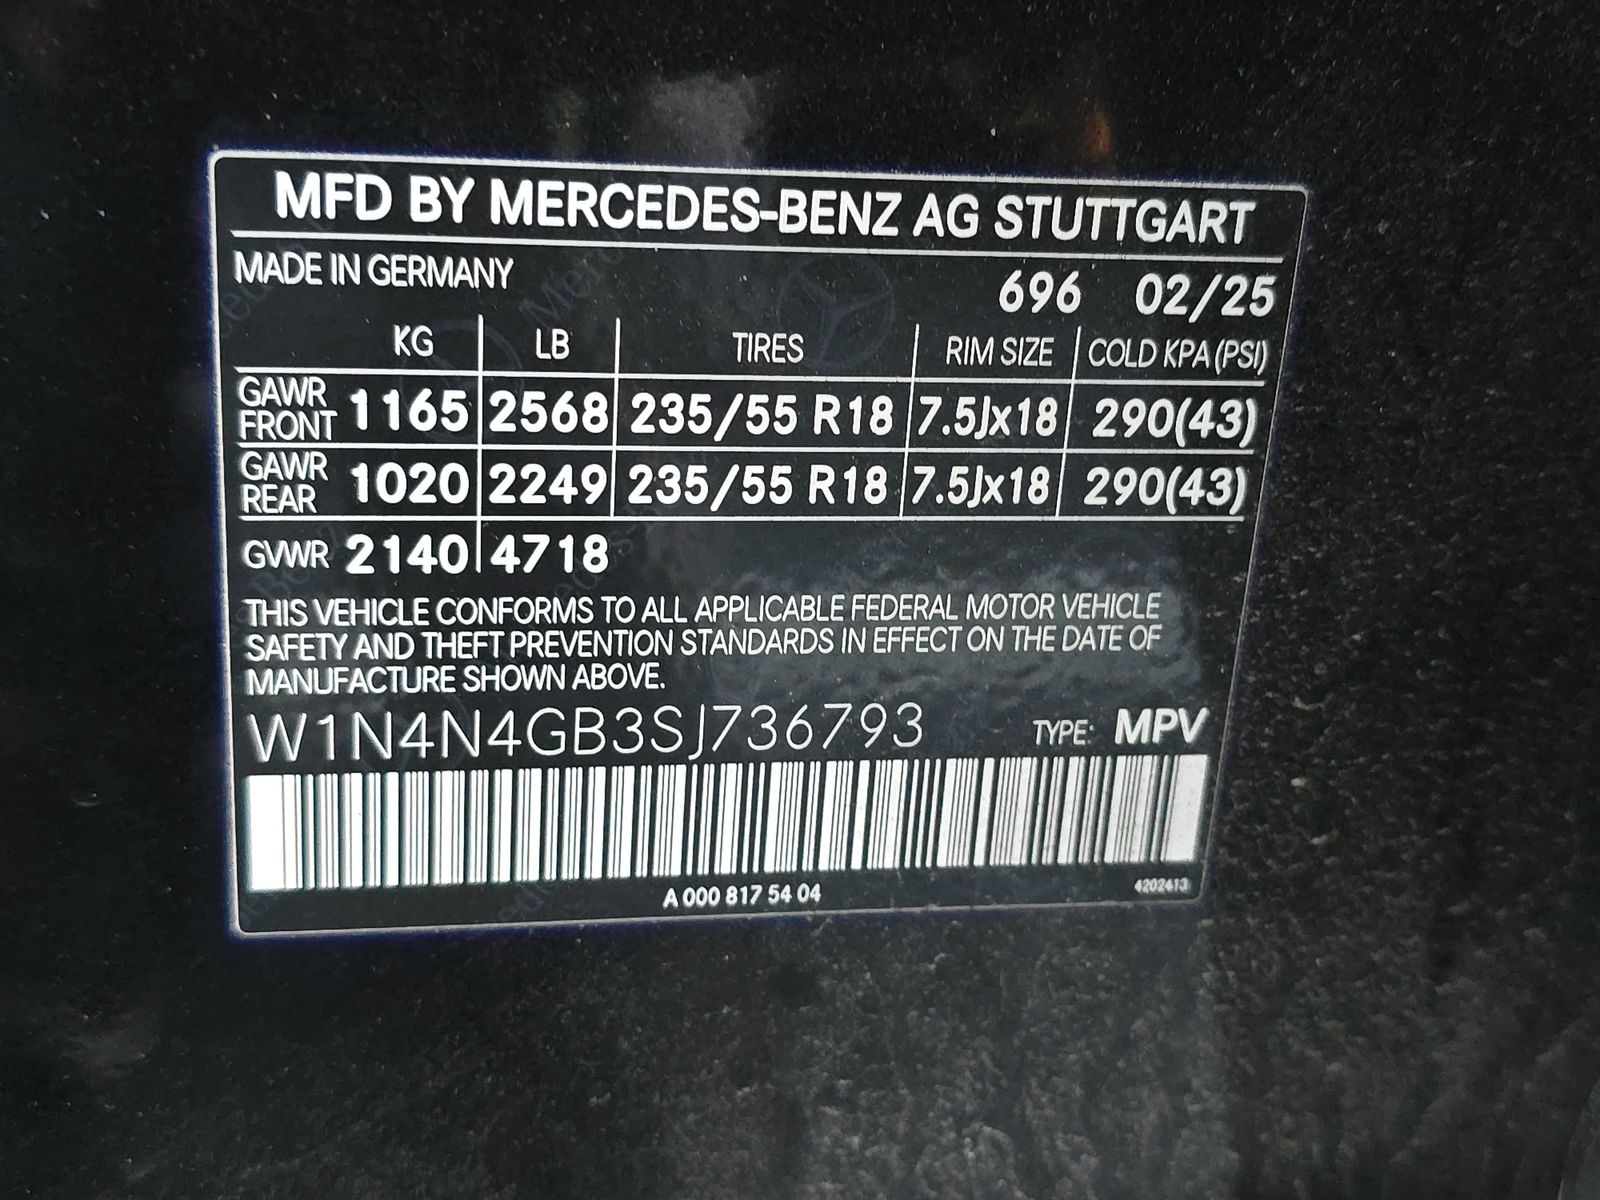 MFD BY MERCEDES-BENZ AG STUTTGART
MADE IN GERMANY 696 02/25
KG LB TIRES RIM SIZE COLD KPA (PSI)
GAWR FRONT 1165 2568 235/55 R18 7.5Jx18 290(43)
GAWR REAR 1020 2249 235/55 R18 7.5Jx18 290(43)
GVWR 2140 4718
THIS VEHICLE CONFORMS TO ALL APPLICABLE FEDERAL MOTOR VEHICLE
SAFETY AND THEFT PREVENTION STANDARDS IN EFFECT ON THE DATE OF
MANUFACTURE SHOWN ABOVE.
W1N4N4GB3SJ736793 TYPE: MPV
A 000 817 54 04 4202413